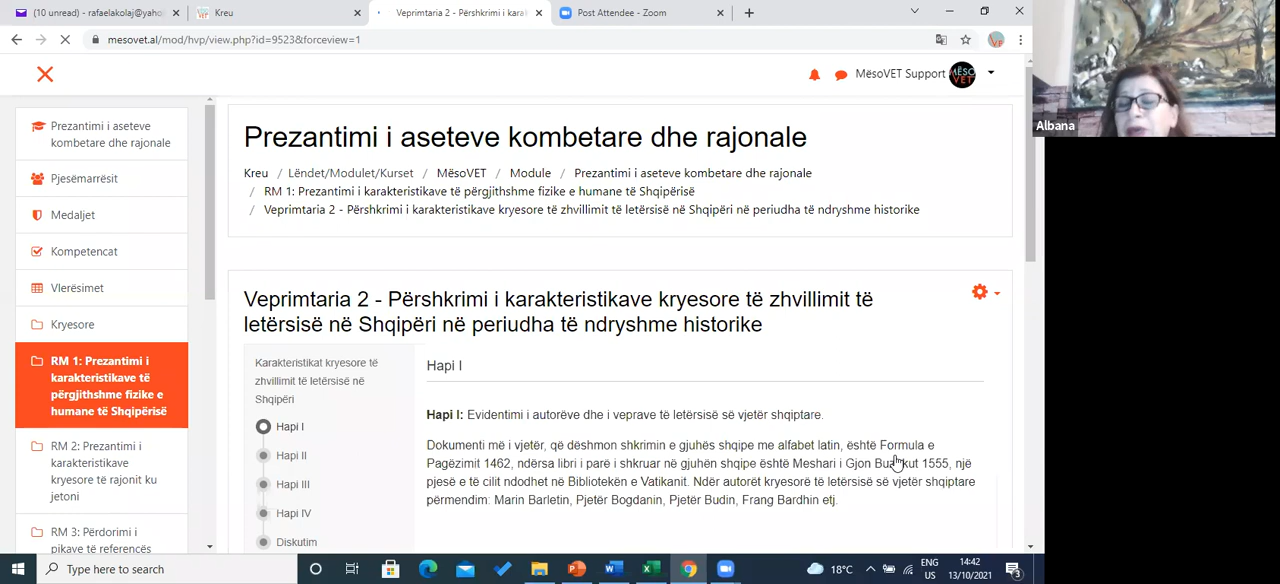 (10 unread) - rafaelakolaj@yaho
Kreu
Veprimtaria 2 - Përshkrimi i kara
Post Attendee - Zoom
mesovet.al/mod/hvp/view.php?id=9523&forceview=1
MësoVET Support
MËSO
VET
Albana
Prezantimi i aseteve
kombetare dhe rajonale
Pjesëmarrësit
Medaljet
Kompetencat
Vlerësimet
Kryesore
RM 1: Prezantimi i
karakteristikave të
përgjithshme fizike e
humane të Shqipërisë
RM 2: Prezantimi i
karakteristikave
kryesore të rajonit ku
jetoni
RM 3: Përdorimi i
pikave të referencës
Prezantimi i aseteve kombetare dhe rajonale
Kreu / Lëndet/Modulet/Kurset / MësoVET / Module / Prezantimi i aseteve kombetare dhe rajonale
/ RM 1: Prezantimi i karakteristikave të përgjithshme fizike e humane të Shqipërisë
/ Veprimtaria 2 - Përshkrimi i karakteristikave kryesore të zhvillimit të letërsisë në Shqipëri në periudha të ndryshme historike
Veprimtaria 2 - Përshkrimi i karakteristikave kryesore të zhvillimit të
letërsisë në Shqipëri në periudha të ndryshme historike
Karakteristikat kryesore të
zhvillimit të letërsisë në
Shqipëri
Hapi I
Hapi II
Hapi III
Hapi IV
Diskutim
Hapi I
Hapi I: Evidentimi i autorëve dhe i veprave të letërsisë së vjetër shqiptare.
Dokumenti më i vjetër, që dëshmon shkrimin e gjuhës shqipe me alfabet latin, është Formula e
Pagëzimit 1462, ndërsa libri i parë i shkruar në gjuhën shqipe është Meshari i Gjon Buzukut 1555, një
pjesë e të cilit ndodhet në Bibliotekën e Vatikanit. Ndër autorët kryesorë të letërsisë së vjetër shqiptare
përmendim: Marin Barletin, Pjetër Bogdanin, Pjetër Budin, Frang Bardhin etj.
Type here to search
18°C
ENG
US
14:42
13/10/2021
3